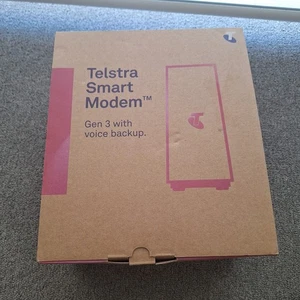 Telstra
Smart
Modem™
Gen 3 with
voice backup.